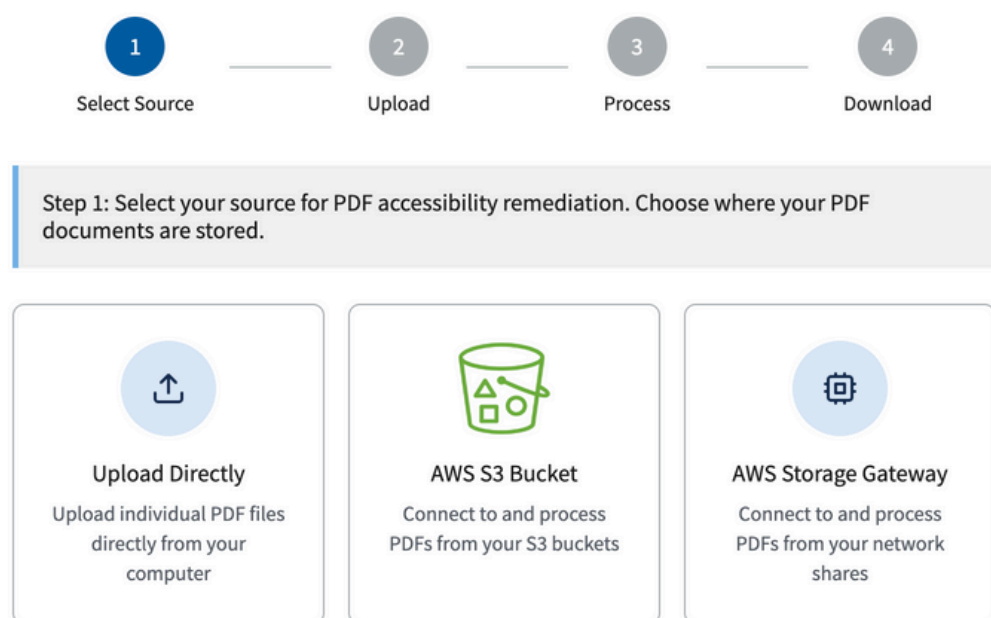 1
2
3
4
Select Source
Upload
Process
Download
Step 1: Select your source for PDF accessibility remediation. Choose where your PDF
documents are stored.
Upload Directly
Upload individual PDF files
directly from your
computer
AWS S3 Bucket
Connect to and process
PDFs from your S3 buckets
AWS Storage Gateway
Connect to and process
PDFs from your network
shares